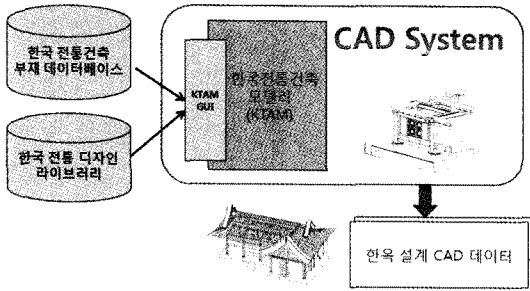 한국 전통건축
부재 데이터베이스
한국 전통 디자인
라이브러리
CAD System
KTAM
GUI
한국전통건축
모델러
(KTAM)
한옥 설계 CAD 데이터